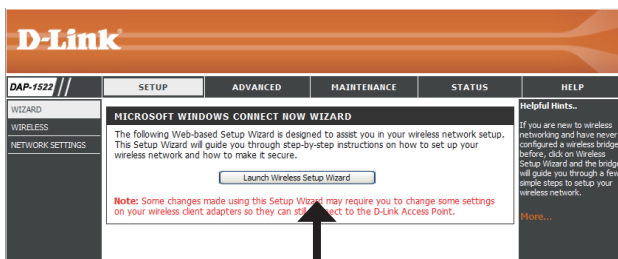 D-Link
DAP-1522 SETUP ADVANCED MAINTENANCE STATUS HELP
WIZARD
WIRELESS
NETWORK SETTINGS
MICROSOFT WINDOWS CONNECT NOW WIZARD
The following Web-based Setup Wizard is designed to assist you in your wireless network setup.
This Setup Wizard will guide you through step-by-step instructions on how to set up your
wireless network and how to make it secure.
Launch Wireless Setup Wizard
Note: Some changes made using this Setup Wizard may require you to change some settings
on your wireless client adapters so they can still connect to the D-Link Access Point.
Helpful Hints..
If you are new to wireless
networking and have never
configured a wireless bridge
before, click on Wireless
Setup Wizard and the bridge
will guide you through a few
simple steps to setup your
wireless network.
More...